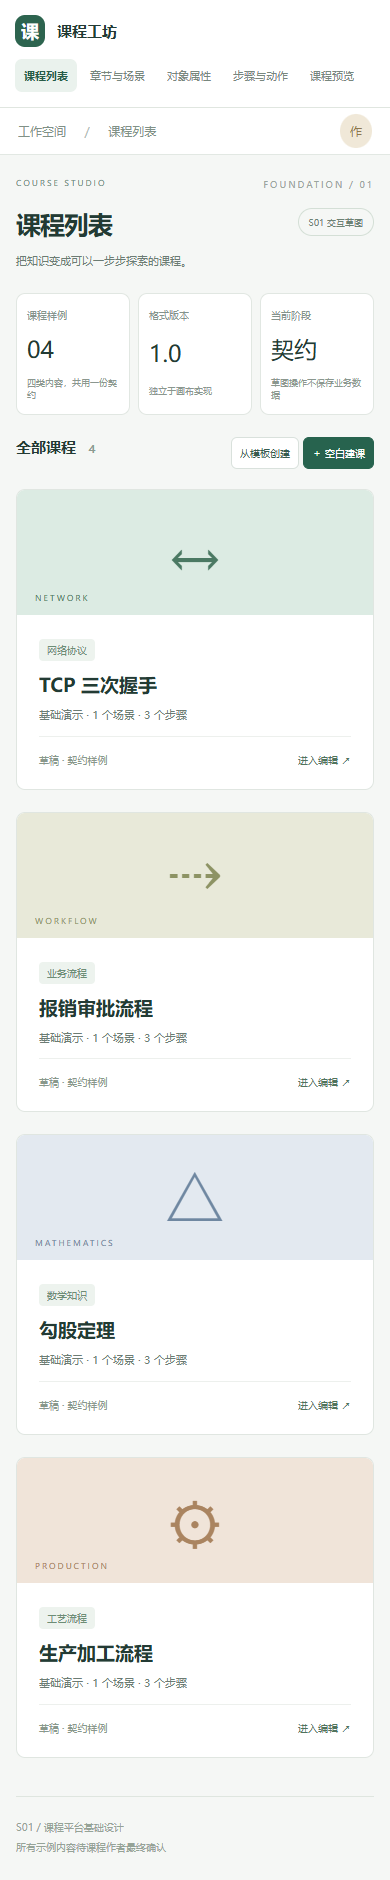 课 课程工坊
课程列表 章节与场景 对象属性 步骤与动作 课程预览
工作空间 / 课程列表 作
COURSE STUDIO FOUNDATION / 01
课程列表 S01 交互草图
把知识变成可以一步步探索的课程。
课程样例
04
四类内容，共用一份契
约
格式版本
1.0
独立于画布实现
当前阶段
契约
草图操作不保存业务数
据
全部课程 4 从模板创建 + 空白建课
NETWORK
网络协议
TCP 三次握手
基础演示 · 1 个场景 · 3 个步骤
草稿 · 契约样例 进入编辑 ↗
WORKFLOW
业务流程
报销审批流程
基础演示 · 1 个场景 · 3 个步骤
草稿 · 契约样例 进入编辑 ↗
MATHEMATICS
数学知识
勾股定理
基础演示 · 1 个场景 · 3 个步骤
草稿 · 契约样例 进入编辑 ↗
PRODUCTION
工艺流程
生产加工流程
基础演示 · 1 个场景 · 3 个步骤
草稿 · 契约样例 进入编辑 ↗
S01 / 课程平台基础设计
所有示例内容待课程作者最终确认